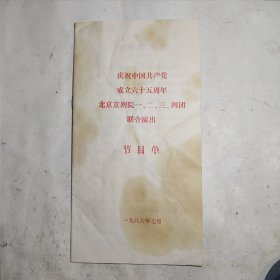 庆祝中国共产党
成立六十五周年
北京京剧院一、二、三、四团
联合演出
节目单
一九八六年七月